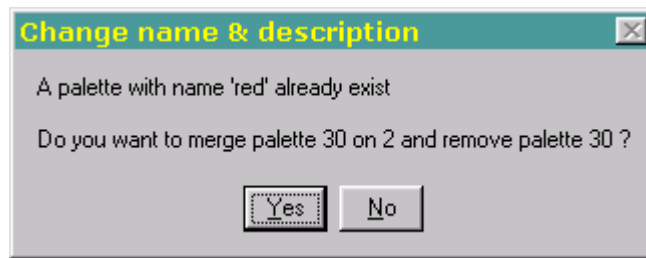 Change name & description
A palette with name 'red' already exist
Do you want to merge palette 30 on 2 and remove palette 30 ?
Yes No